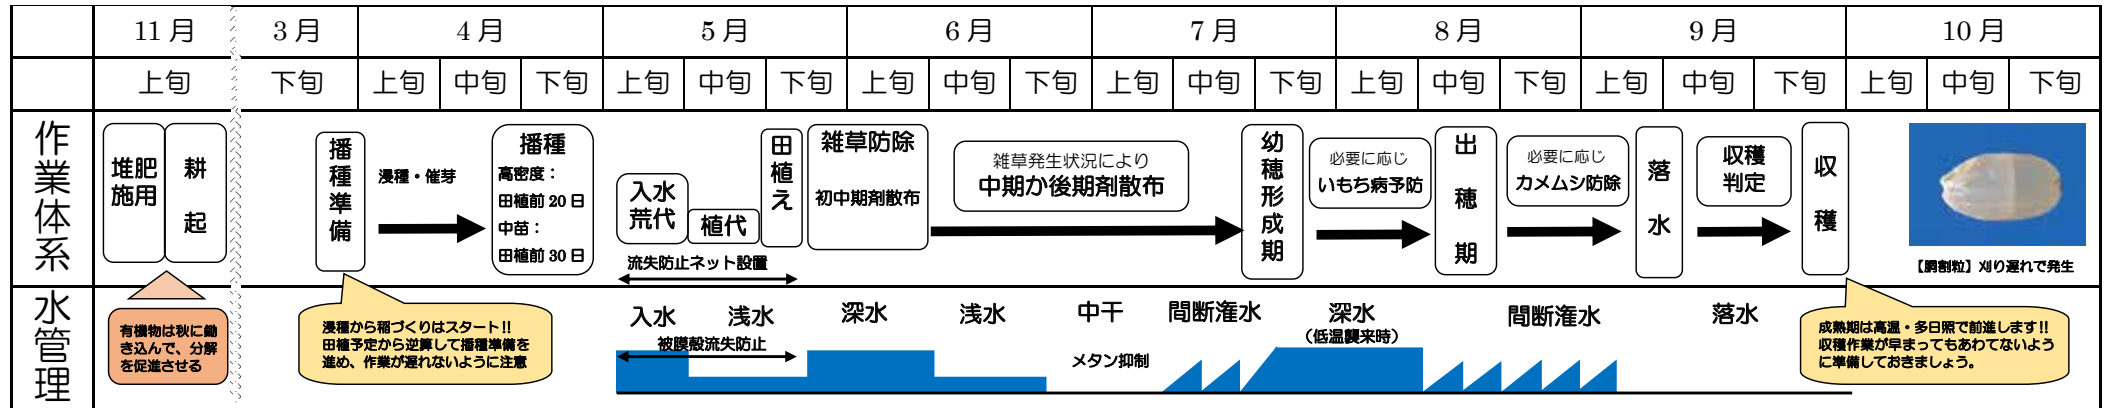 11月 3月 4月 5月 6月 7月 8月 9月 10月
上旬 下旬 上旬 中旬 下旬 上旬 中旬 下旬 上旬 中旬 下旬 上旬 中旬 下旬 上旬 中旬 下旬 上旬 中旬 下旬 上旬 中旬 下旬
作業体系
堆肥
施用
耕起
播種準備
浸種・催芽
播種
高密度：
田植前20日
中苗：
田植前30日
入水
荒代
植代
田植え
流失防止ネット設置
雑草防除
初中期剤散布
雑草発生状況により
中期か後期剤散布
幼穂形成期
必要に応じ
いもち病予防
出穂期
必要に応じ
カメムシ防除
落水
収穫
判定
収穫
【胴割粒】刈り遅れで発生
水管理
有機物は秋に鋤
き込んで、分解
を促進させる
浸種から稲づくりはスタート!!
田植予定から逆算して播種準備を
進め、作業が遅れないように注意
入水 浅水 深水 浅水 中干 間断潅水 深水 間断潅水 落水
(低温襲来時)
被膜殻流失防止
メタン抑制
成熟期は高温・多日照で前進します!!
収穫作業が早まってもあわてないよう
に準備しておきましょう。